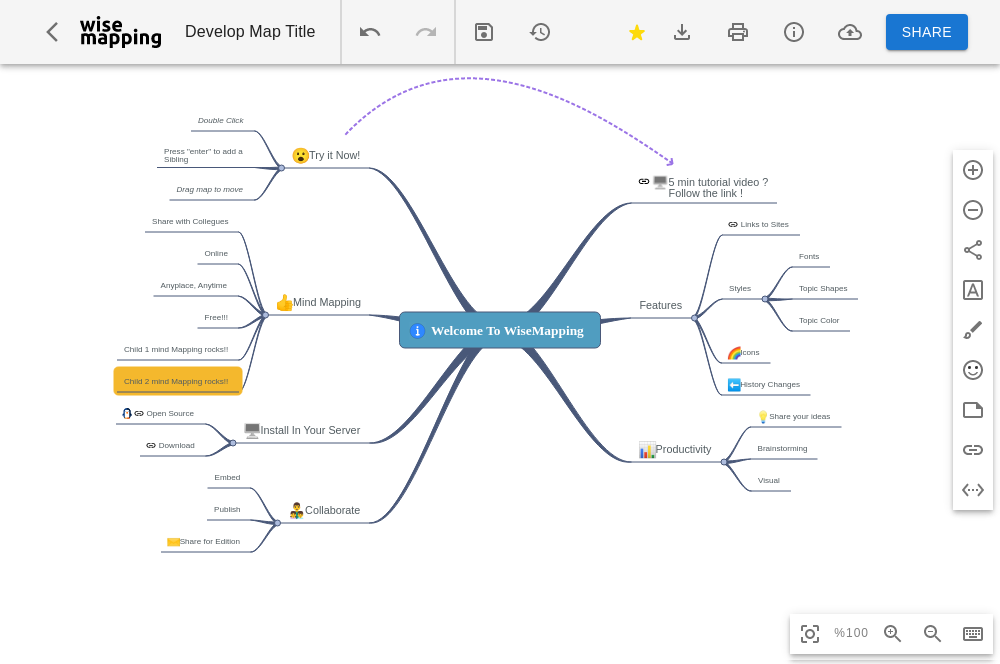 wise
mapping
Develop Map Title
SHARE
Double Click
Press "enter" to add a
Sibling
Drag map to move
Try it Now!
Share with Collegues
Online
Anyplace, Anytime
Free!!!
Child 1 mind Mapping rocks!!
Child 2 mind Mapping rocks!!
Mind Mapping
Open Source
Download
Install In Your Server
Embed
Publish
Share for Edition
Collaborate
Welcome To WiseMapping
5 min tutorial video ?
Follow the link !
Features
Links to Sites
Styles
Fonts
Topic Shapes
Topic Color
Icons
History Changes
Productivity
Share your ideas
Brainstorming
Visual
%100